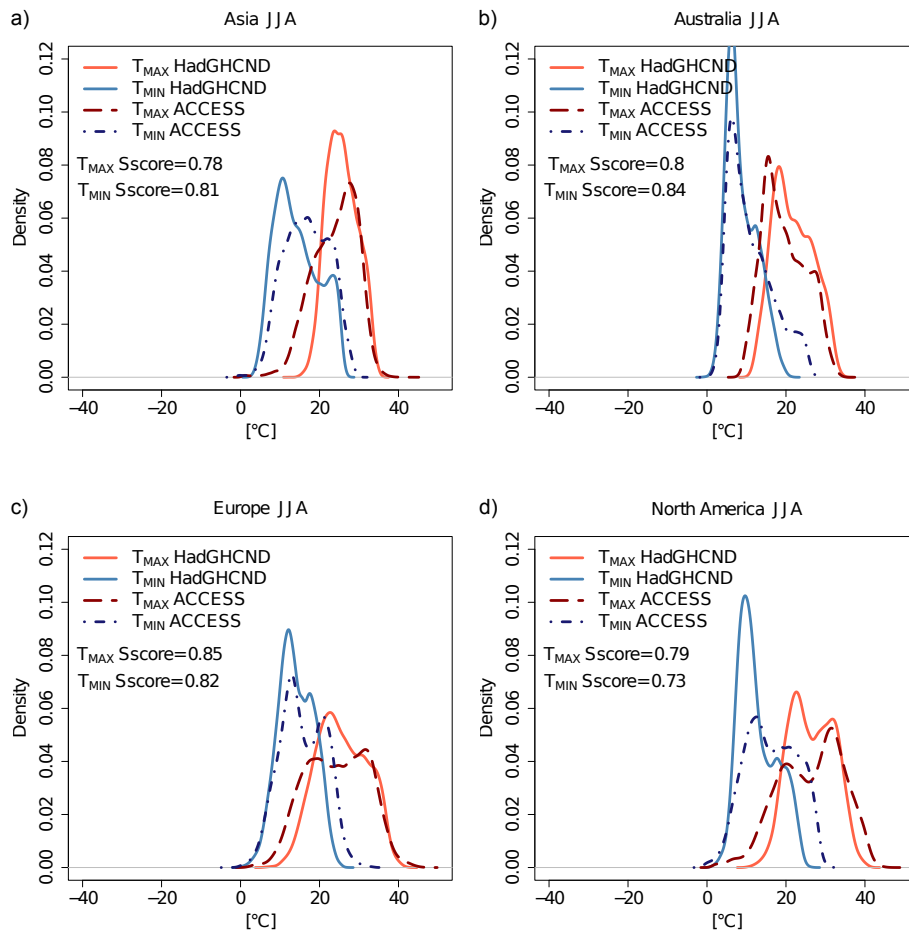 a)
Asia JJA
T_MAX HadGHCND
T_MIN HadGHCND
T_MAX ACCESS
T_MIN ACCESS
T_MAX Sscore=0.78
T_MIN Sscore=0.81
Density
0.00 0.02 0.04 0.06 0.08 0.10 0.12
−40 −20 0 20 40
[°C]
b)
Australia JJA
T_MAX HadGHCND
T_MIN HadGHCND
T_MAX ACCESS
T_MIN ACCESS
T_MAX Sscore=0.8
T_MIN Sscore=0.84
Density
0.00 0.02 0.04 0.06 0.08 0.10 0.12
−40 −20 0 20 40
[°C]
c)
Europe JJA
T_MAX HadGHCND
T_MIN HadGHCND
T_MAX ACCESS
T_MIN ACCESS
T_MAX Sscore=0.85
T_MIN Sscore=0.82
Density
0.00 0.02 0.04 0.06 0.08 0.10 0.12
−40 −20 0 20 40
[°C]
d)
North America JJA
T_MAX HadGHCND
T_MIN HadGHCND
T_MAX ACCESS
T_MIN ACCESS
T_MAX Sscore=0.79
T_MIN Sscore=0.73
Density
0.00 0.02 0.04 0.06 0.08 0.10 0.12
−40 −20 0 20 40
[°C]